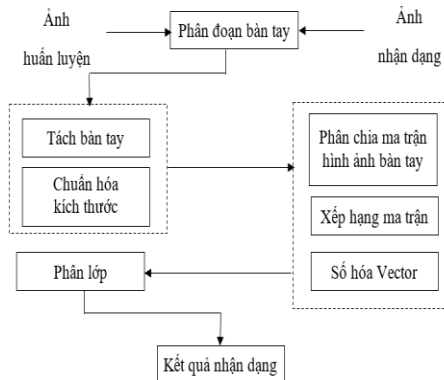 Ảnh
huấn luyện
Phân đoạn bàn tay
Ảnh
nhận dạng
Tách bàn tay
Chuẩn hóa
kích thước
Phân chia ma trận
hình ảnh bàn tay
Xếp hạng ma trận
Số hóa Vector
Phân lớp
Kết quả nhận dạng